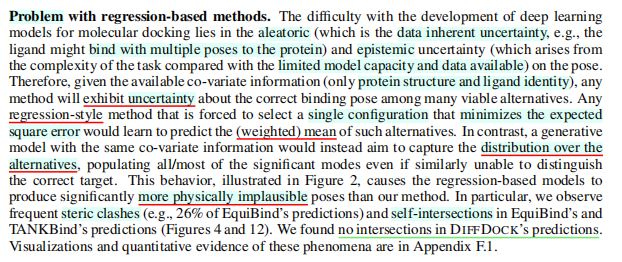 Problem with regression-based methods. The difficulty with the development of deep learning
models for molecular docking lies in the aleatoric (which is the data inherent uncertainty, e.g., the
ligand might bind with multiple poses to the protein) and epistemic uncertainty (which arises from
the complexity of the task compared with the limited model capacity and data available) on the pose.
Therefore, given the available co-variate information (only protein structure and ligand identity), any
method will exhibit uncertainty about the correct binding pose among many viable alternatives. Any
regression-style method that is forced to select a single configuration that minimizes the expected
square error would learn to predict the (weighted) mean of such alternatives. In contrast, a generative
model with the same co-variate information would instead aim to capture the distribution over the
alternatives, populating all/most of the significant modes even if similarly unable to distinguish
the correct target. This behavior, illustrated in Figure 2, causes the regression-based models to
produce significantly more physically implausible poses than our method. In particular, we observe
frequent steric clashes (e.g., 26% of EquiBind's predictions) and self-intersections in EquiBind's and
TANKBind's predictions (Figures 4 and 12). We found no intersections in DIFFDOCK's predictions.
Visualizations and quantitative evidence of these phenomena are in Appendix F.1.